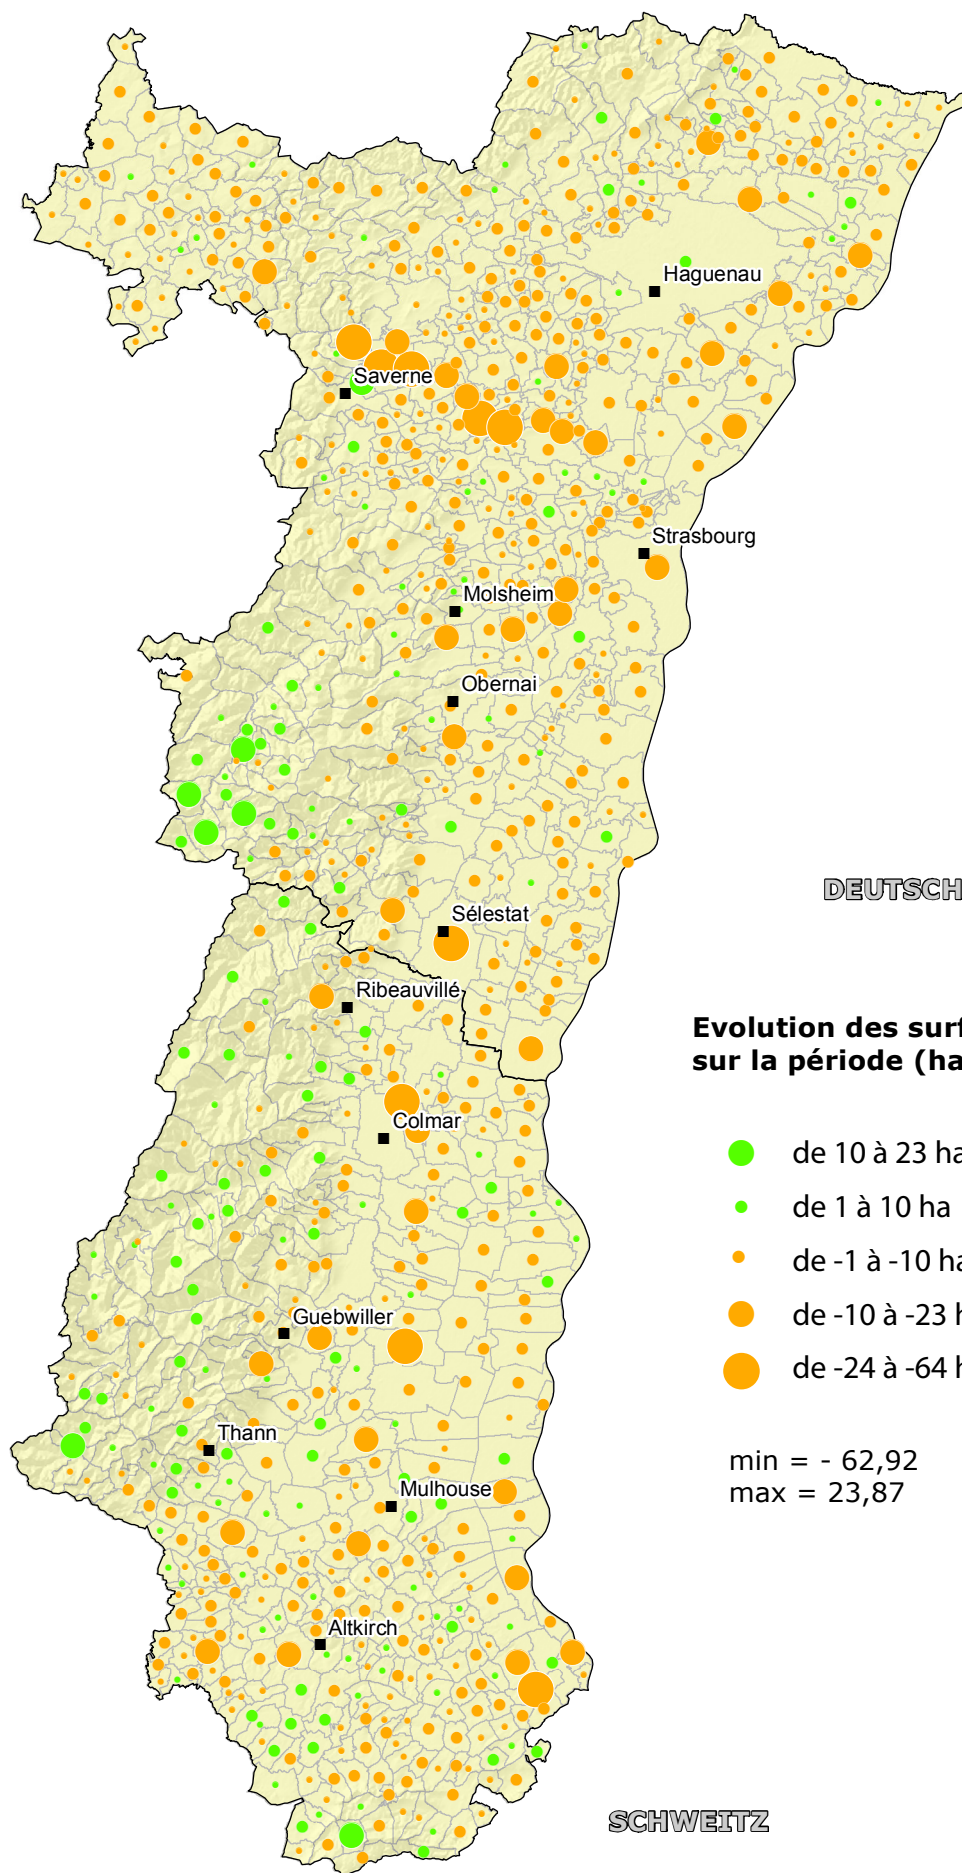 Haguenau
Saverne
Strasbourg
Molsheim
Obernai
DEUTSCH
Sélestat
Ribeauvillé
Evolution des surf
sur la période (ha
Colmar
de 10 à 23 ha
de 1 à 10 ha
de -1 à -10 ha
Guebwiller
de -10 à -23 h
de -24 à -64 h
Thann
min = - 62,92
Mulhouse
max = 23,87
Altkirch
SCHWEITZ